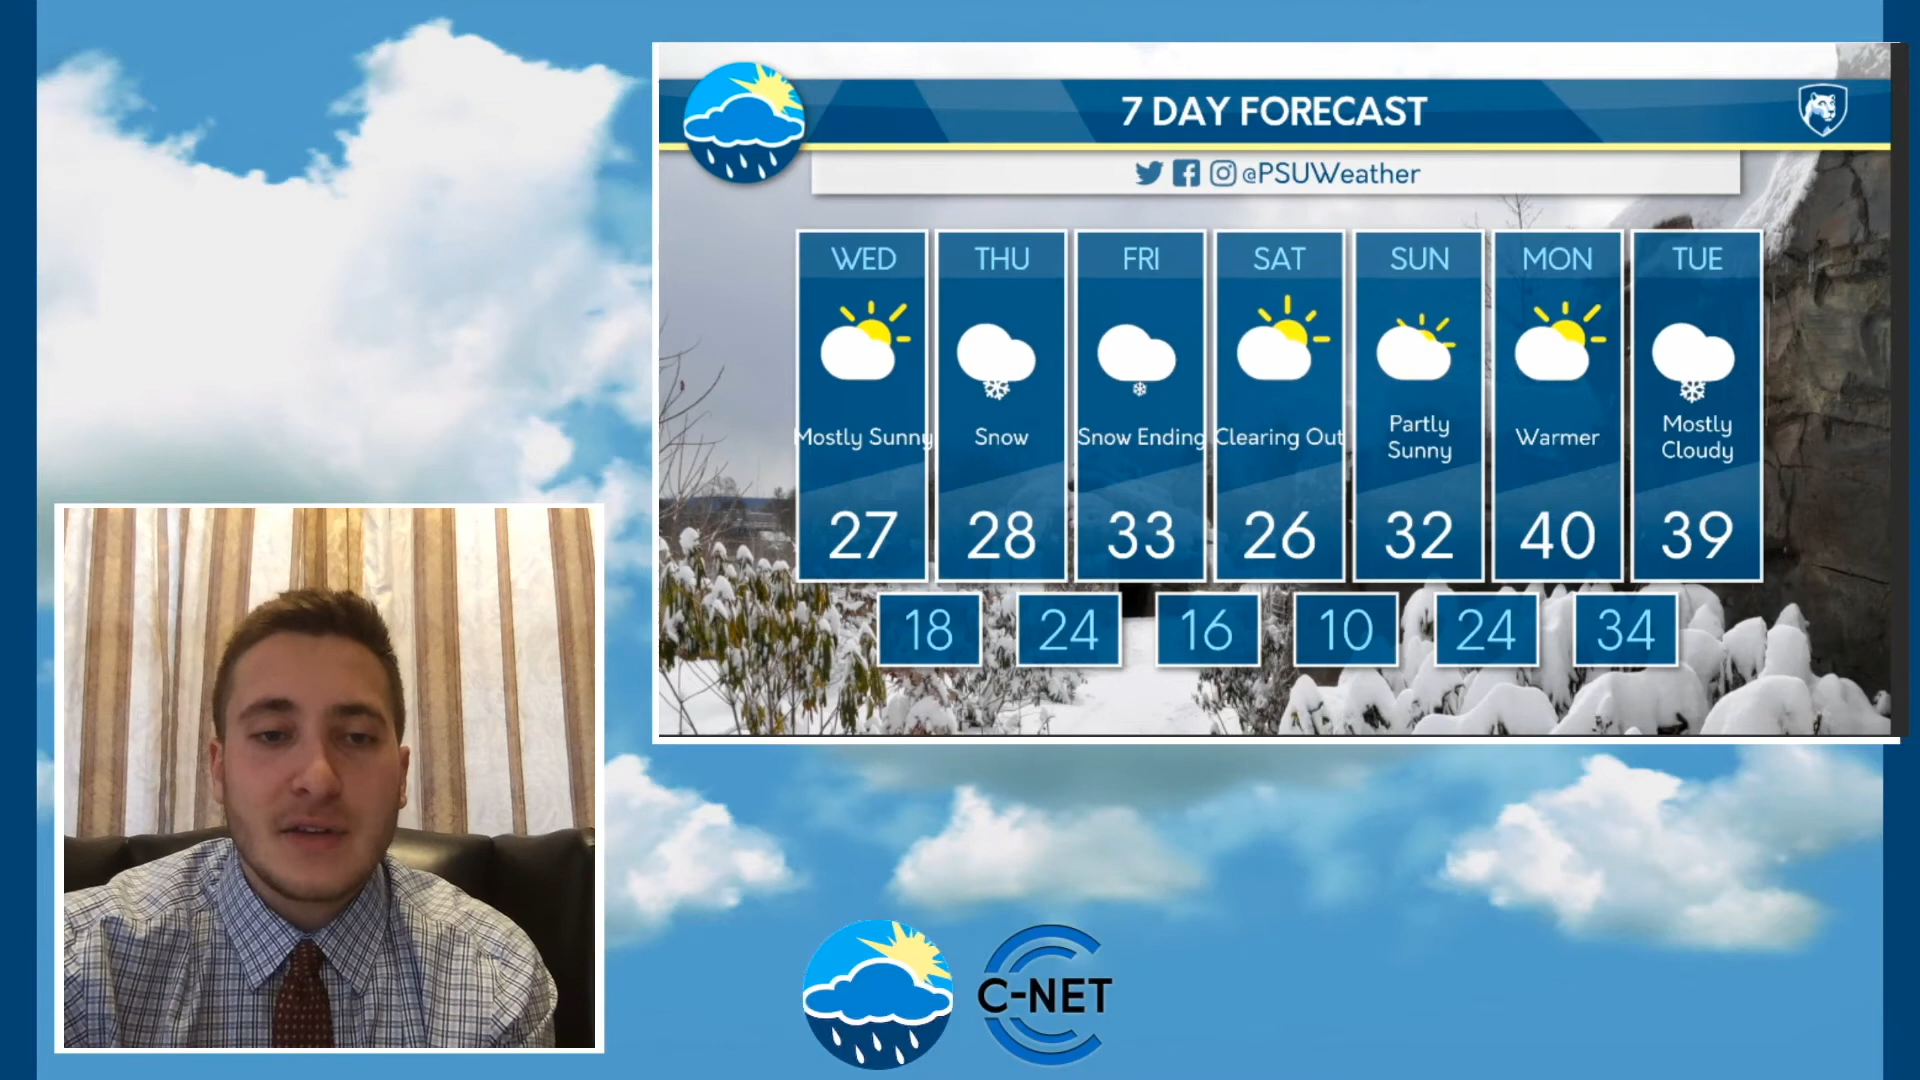 7 DAY FORECAST
@PSUWeather
WED THU FRI SAT SUN MON TUE
Mostly Sunny
Snow
Snow Ending
Clearing Out
Partly
Sunny
Warmer
Mostly
Cloudy
27 28 33 26 32 40 39
18 24 16 10 24 34
C-NET